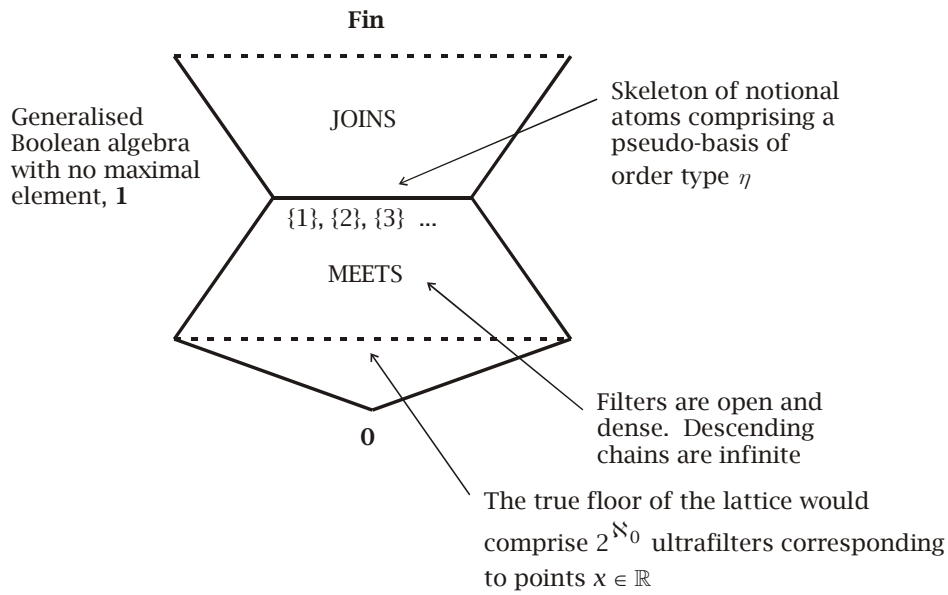 Fin
Generalised
Boolean algebra
with no maximal
element, 1
JOINS
Skeleton of notional
atoms comprising a
pseudo-basis of
order type η
{1}, {2}, {3} ...
MEETS
Filters are open and
dense. Descending
chains are infinite
0
The true floor of the lattice would
comprise 2^ℵ₀ ultrafilters corresponding
to points x ∈ ℝ